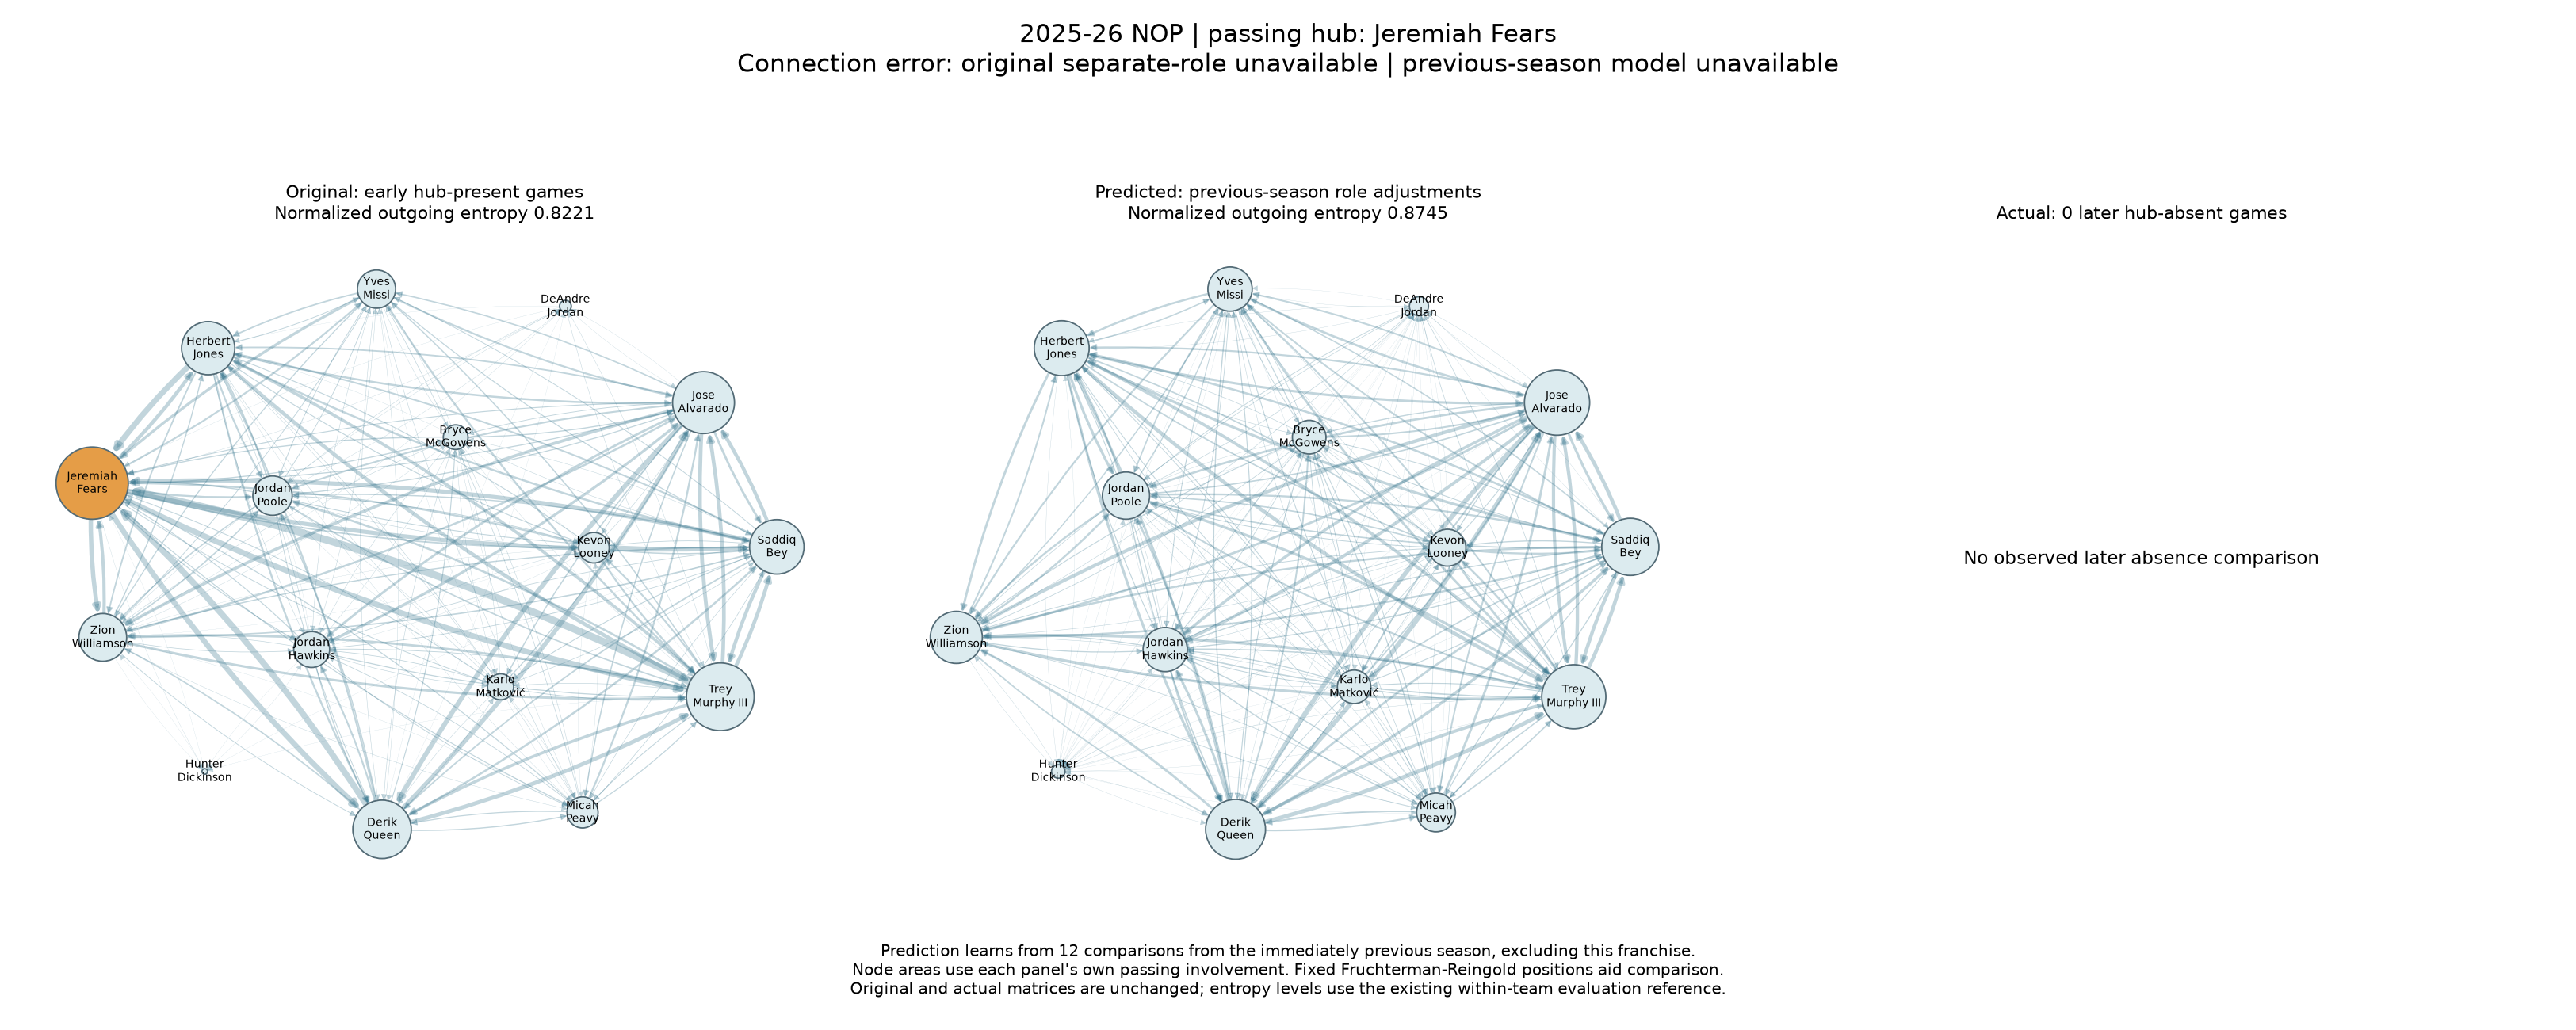 2025-26 NOP | passing hub: Jeremiah Fears
Connection error: original separate-role unavailable | previous-season model unavailable
Original: early hub-present games
Normalized outgoing entropy 0.8221
Yves
Missi
DeAndre
Jordan
Herbert
Jones
Jose
Alvarado
Bryce
McGowens
Jeremiah
Fears
Jordan
Poole
Kevon
Looney
Saddiq
Bey
Zion
Williamson
Jordan
Hawkins
Karlo
Matković
Trey
Murphy III
Hunter
Dickinson
Derik
Queen
Micah
Peavy
Predicted: previous-season role adjustments
Normalized outgoing entropy 0.8745
Yves
Missi
DeAndre
Jordan
Herbert
Jones
Jose
Alvarado
Bryce
McGowens
Jordan
Poole
Kevon
Looney
Saddiq
Bey
Zion
Williamson
Jordan
Hawkins
Karlo
Matković
Trey
Murphy III
Hunter
Dickinson
Derik
Queen
Micah
Peavy
Actual: 0 later hub-absent games
No observed later absence comparison
Prediction learns from 12 comparisons from the immediately previous season, excluding this franchise.
Node areas use each panel's own passing involvement. Fixed Fruchterman-Reingold positions aid comparison.
Original and actual matrices are unchanged; entropy levels use the existing within-team evaluation reference.